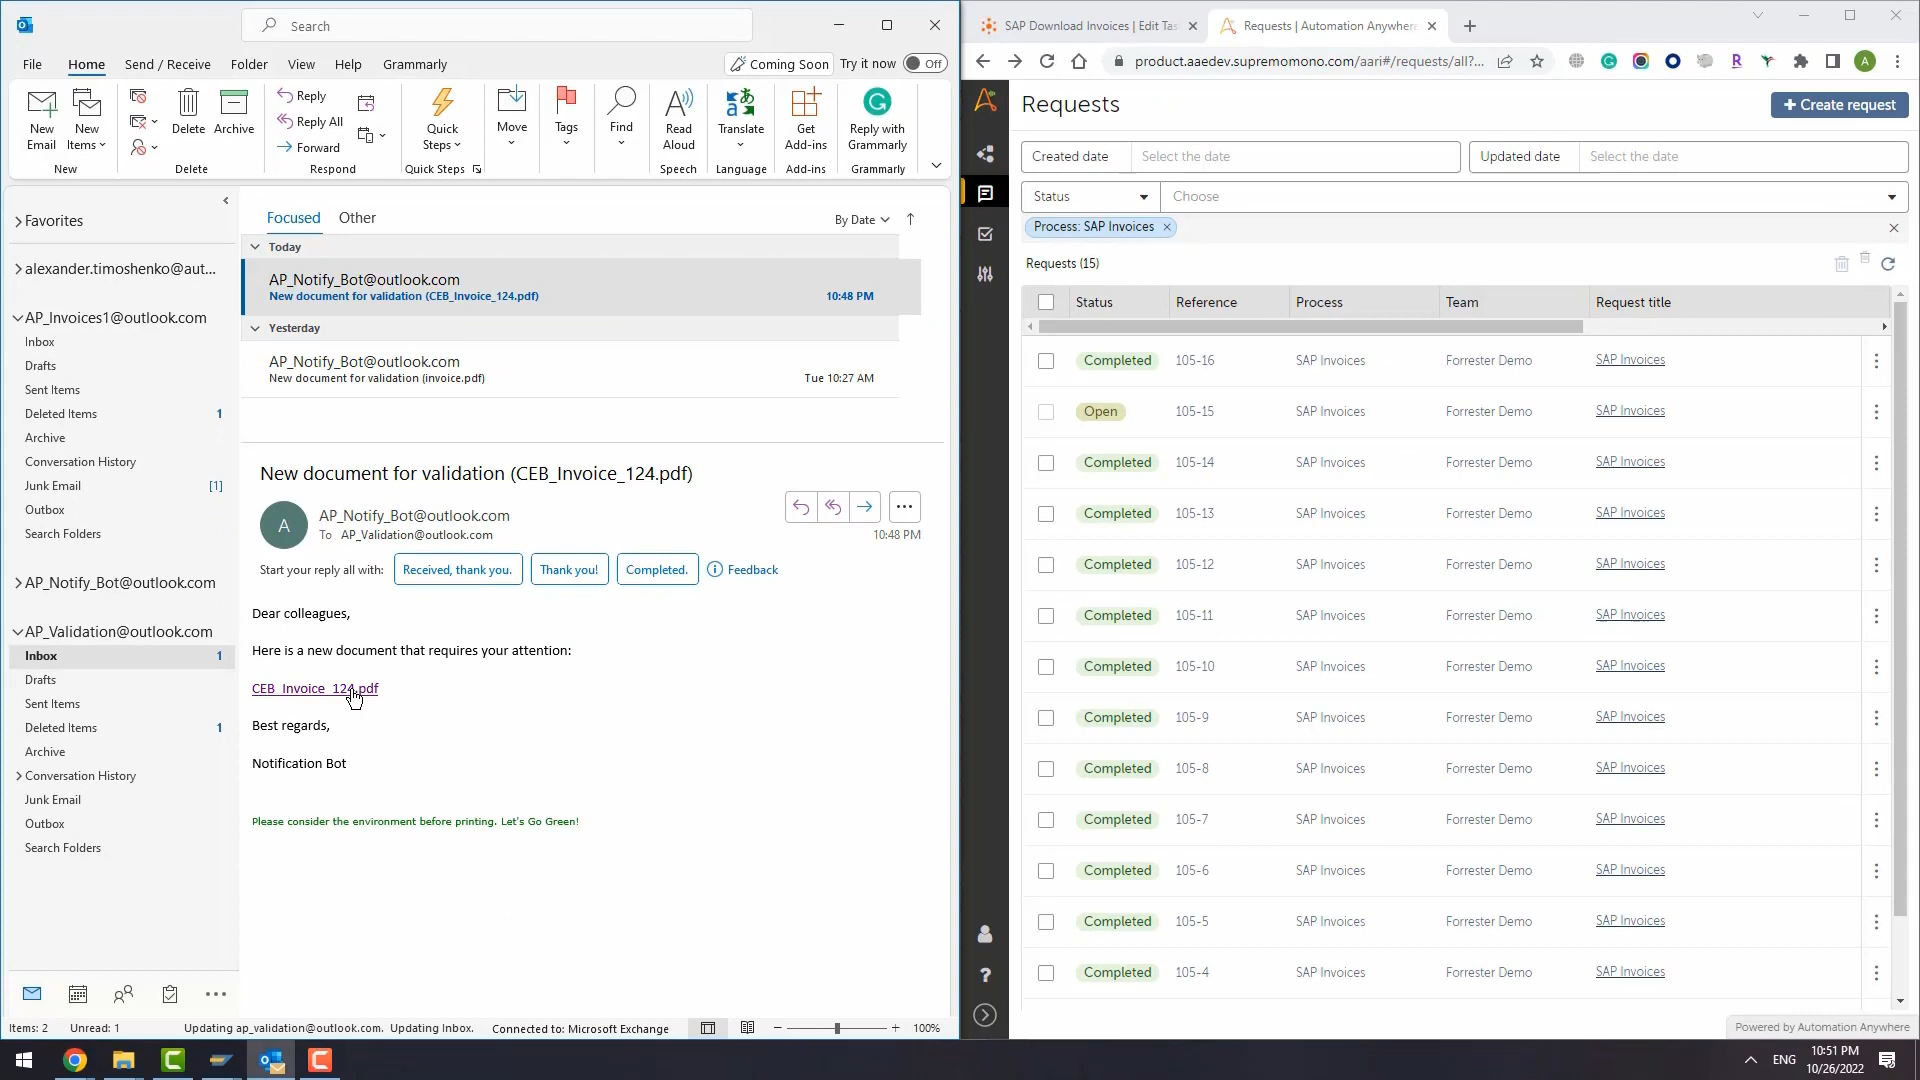 Search
File Home Send / Receive Folder View Help Grammarly
Coming Soon Try it now Off
New Email
New Items
Delete
Archive
Reply
Reply All
Forward
Quick Steps
Move
Tags
Find
Read Aloud
Translate
Get Add-ins
Reply with Grammarly
New Delete Respond Quick Steps Speech Language Add-ins Grammarly
Favorites
alexander.timoshenko@aut...
AP_Invoices1@outlook.com
Inbox
Drafts
Sent Items
Deleted Items 1
Archive
Conversation History
Junk Email [1]
Outbox
Search Folders
AP_Notify_Bot@outlook.com
AP_Validation@outlook.com
Inbox 1
Drafts
Sent Items
Deleted Items 1
Archive
Conversation History
Junk Email
Outbox
Search Folders
Focused Other By Date
Today
AP_Notify_Bot@outlook.com
New document for validation (CEB_Invoice_124.pdf) 10:48 PM
Yesterday
AP_Notify_Bot@outlook.com
New document for validation (invoice.pdf) Tue 10:27 AM
New document for validation (CEB_Invoice_124.pdf)
A
AP_Notify_Bot@outlook.com
To AP_Validation@outlook.com
10:48 PM
Start your reply all with: Received, thank you. Thank you! Completed. Feedback
Dear colleagues,
Here is a new document that requires your attention:
CEB_Invoice_124.pdf
Best regards,
Notification Bot
Please consider the environment before printing. Let's Go Green!
Items: 2 Unread: 1 Updating ap_validation@outlook.com. Updating Inbox. Connected to: Microsoft Exchange 100%
SAP Download Invoices | Edit Tas
Requests | Automation Anywhere
product.aaedev.supremomono.com/aari#/requests/all?...
A
Requests
Create request
Created date Select the date Updated date Select the date
Status Choose
Process: SAP Invoices
Requests (15)
Status Reference Process Team Request title
Completed 105-16 SAP Invoices Forrester Demo SAP Invoices
Open 105-15 SAP Invoices Forrester Demo SAP Invoices
Completed 105-14 SAP Invoices Forrester Demo SAP Invoices
Completed 105-13 SAP Invoices Forrester Demo SAP Invoices
Completed 105-12 SAP Invoices Forrester Demo SAP Invoices
Completed 105-11 SAP Invoices Forrester Demo SAP Invoices
Completed 105-10 SAP Invoices Forrester Demo SAP Invoices
Completed 105-9 SAP Invoices Forrester Demo SAP Invoices
Completed 105-8 SAP Invoices Forrester Demo SAP Invoices
Completed 105-7 SAP Invoices Forrester Demo SAP Invoices
Completed 105-6 SAP Invoices Forrester Demo SAP Invoices
Completed 105-5 SAP Invoices Forrester Demo SAP Invoices
Completed 105-4 SAP Invoices Forrester Demo SAP Invoices
Powered by Automation Anywhere
ENG
10:51 PM
10/26/2022